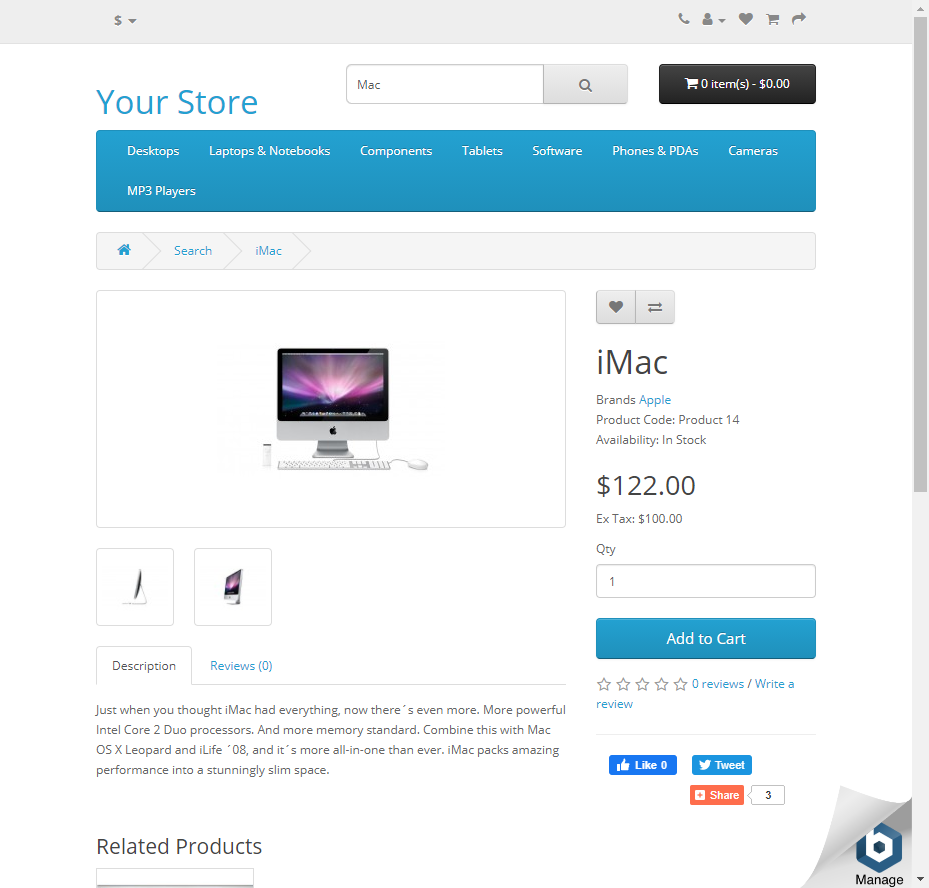 $
Your Store
Mac
0 item(s) - $0.00
Desktops Laptops & Notebooks Components Tablets Software Phones & PDAs Cameras
MP3 Players
Search iMac
iMac
Brands Apple
Product Code: Product 14
Availability: In Stock
$122.00
Ex Tax: $100.00
Qty
1
Add to Cart
0 reviews / Write a
review
Like 0 Tweet
Share 3
Description Reviews (0)
Just when you thought iMac had everything, now there´s even more. More powerful
Intel Core 2 Duo processors. And more memory standard. Combine this with Mac
OS X Leopard and iLife ´08, and it´s more all-in-one than ever. iMac packs amazing
performance into a stunningly slim space.
Related Products
b
Manage